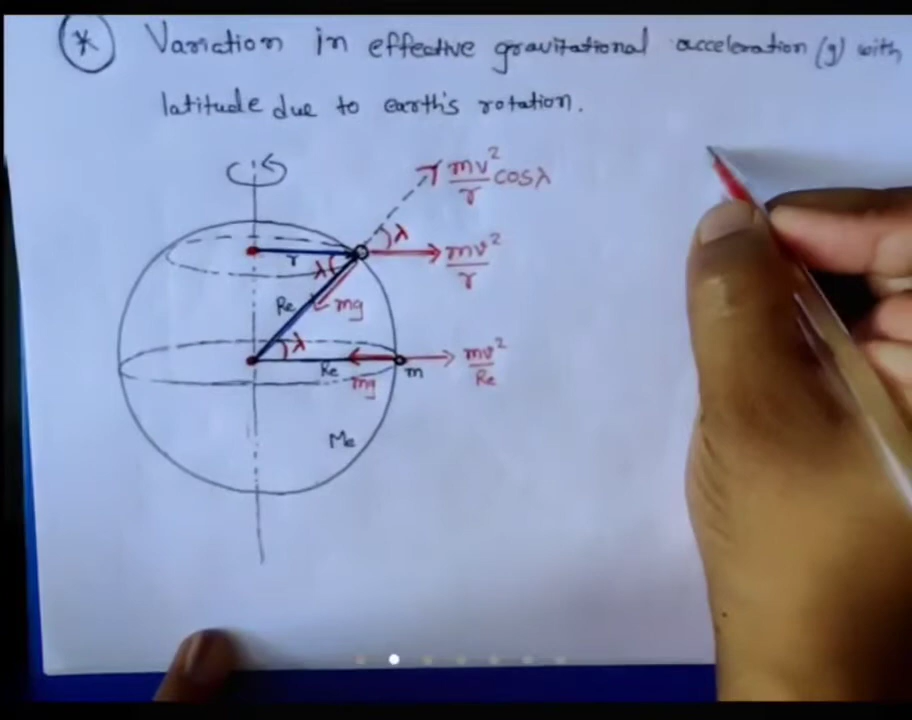 * Variation in effective gravitational acceleration (g) with
latitude due to earth's rotation.
mv²/r cosλ
λ
mv²/r
r
λ
Re
mg
λ
Re
mg
m
mv²/Re
Me